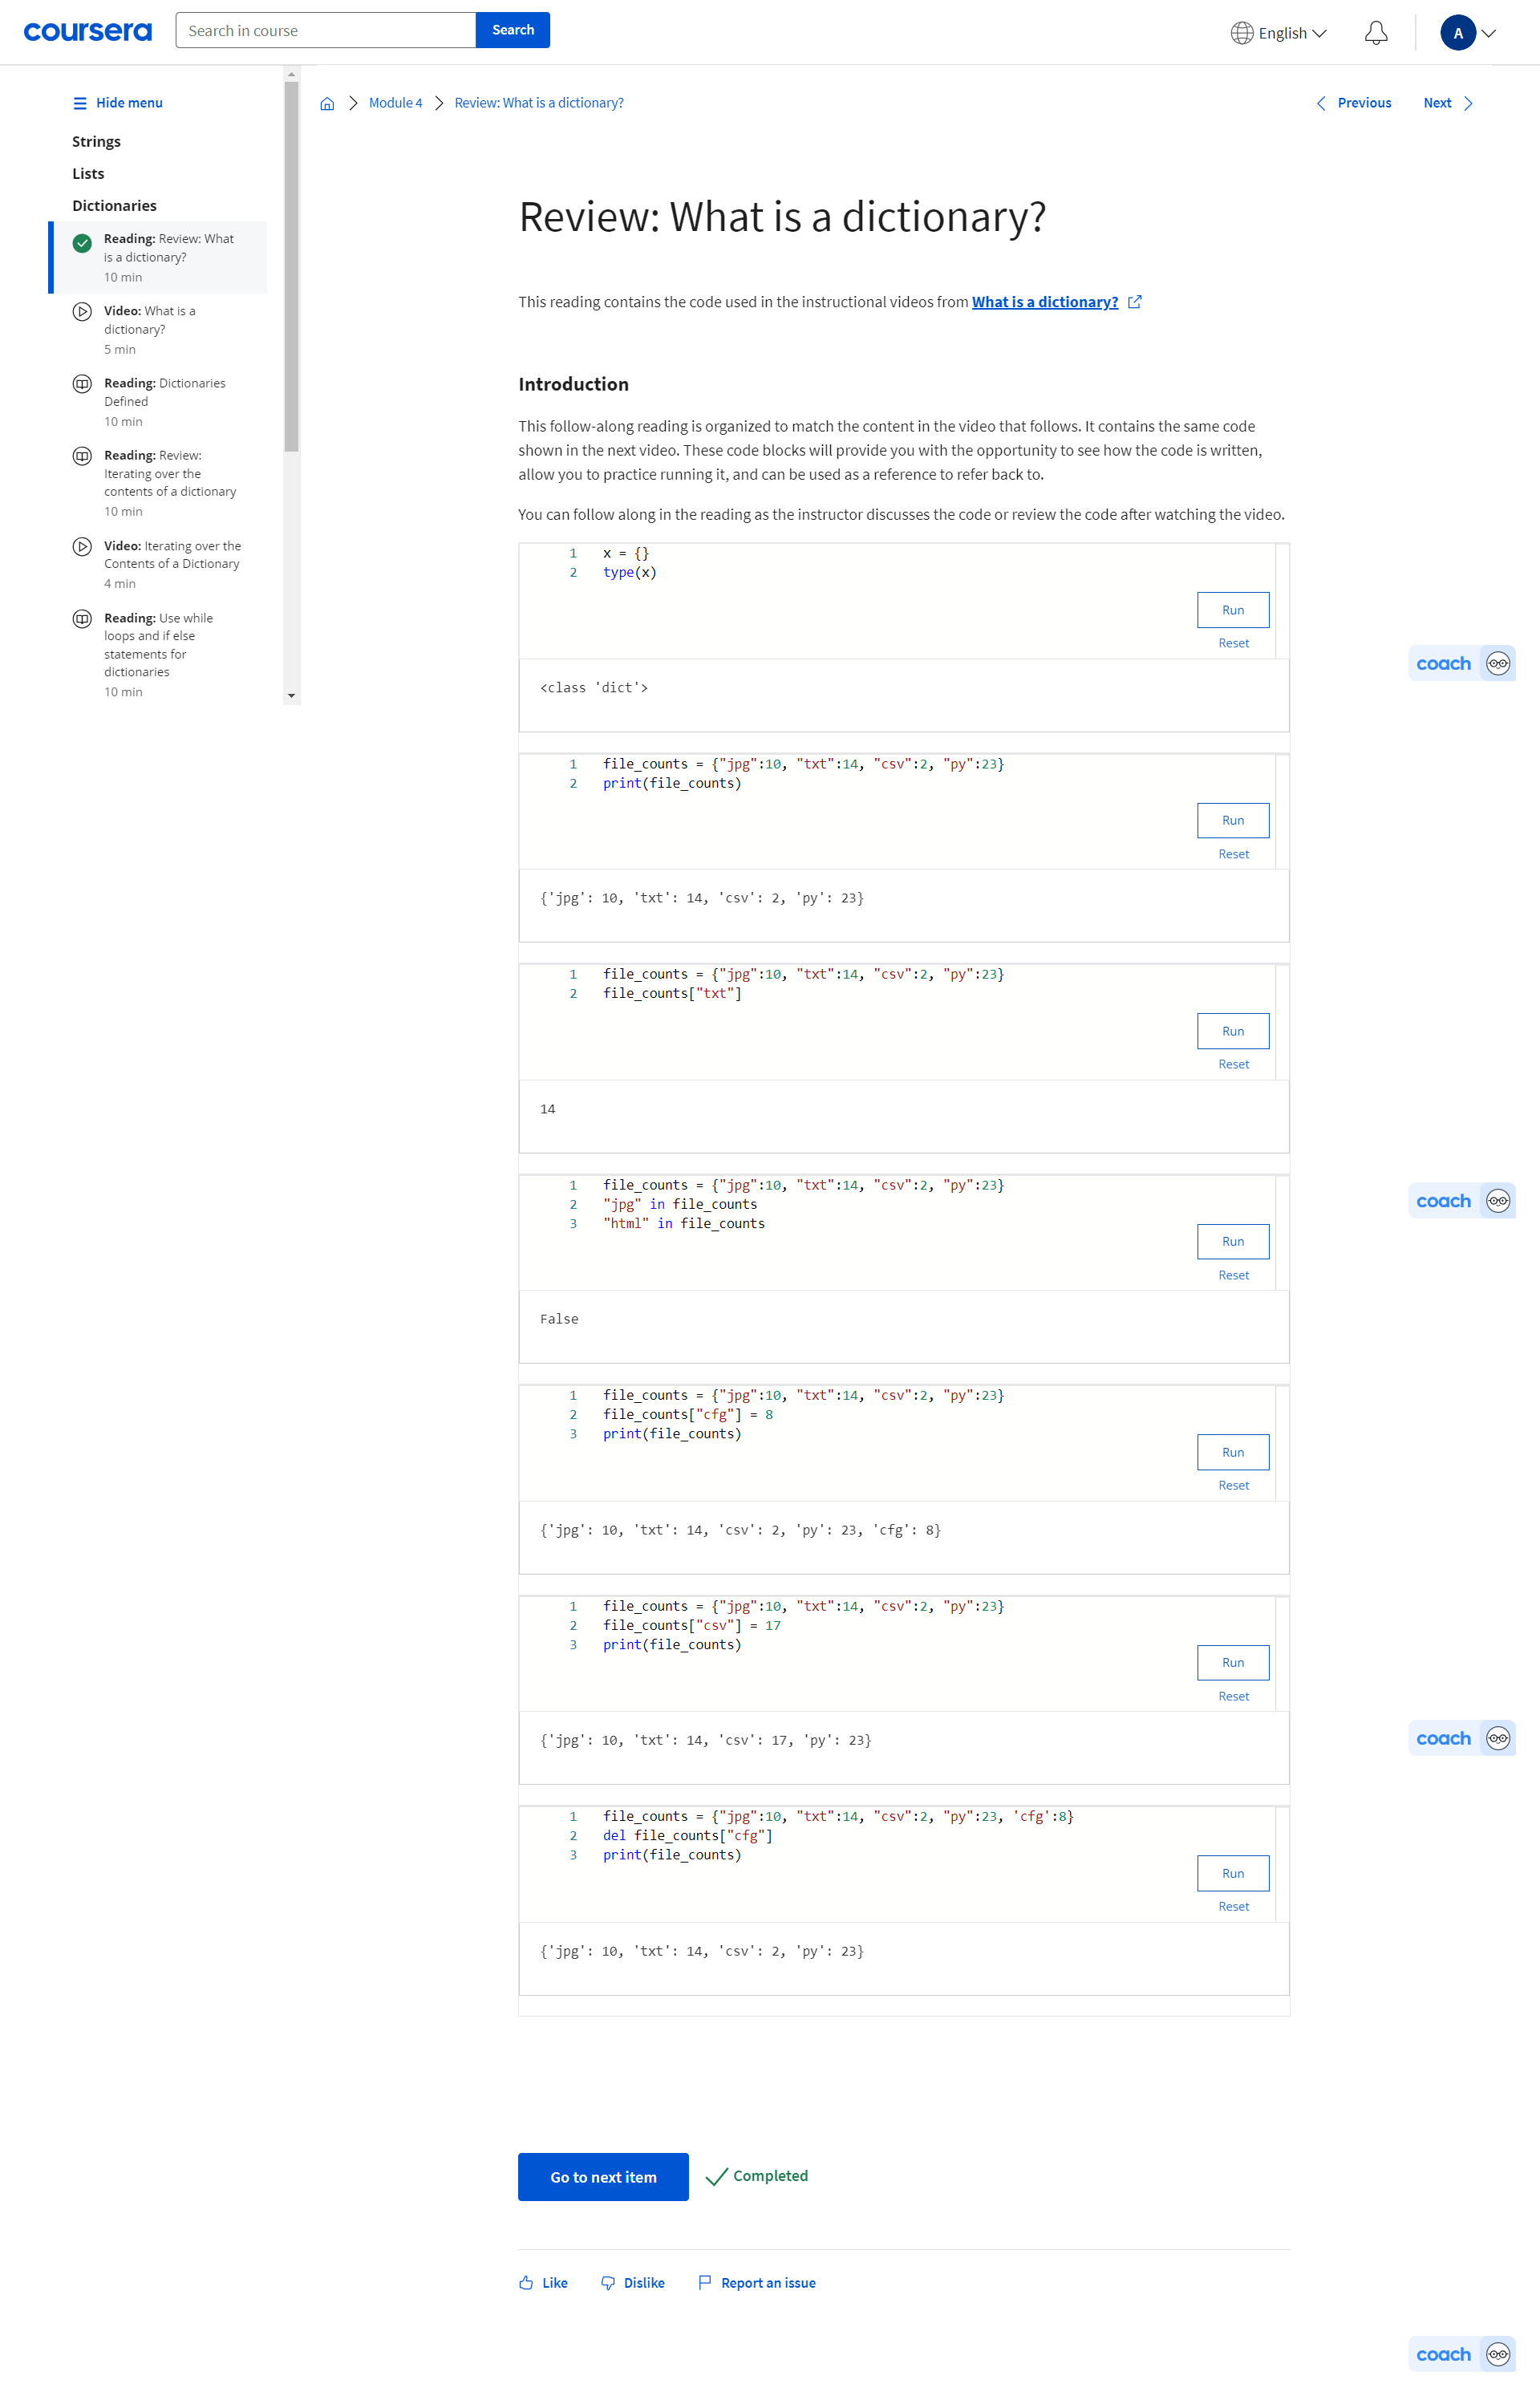 coursera
Search in course
Search
English
A
Hide menu
Strings
Lists
Dictionaries
Reading: Review: What
is a dictionary?
10 min
Video: What is a
dictionary?
5 min
Reading: Dictionaries
Defined
10 min
Reading: Review:
Iterating over the
contents of a dictionary
10 min
Video: Iterating over the
Contents of a Dictionary
4 min
Reading: Use while
loops and if else
statements for
dictionaries
10 min
Module 4
Review: What is a dictionary?
Previous
Next
Review: What is a dictionary?
This reading contains the code used in the instructional videos from What is a dictionary?
Introduction
This follow-along reading is organized to match the content in the video that follows. It contains the same code
shown in the next video. These code blocks will provide you with the opportunity to see how the code is written,
allow you to practice running it, and can be used as a reference to refer back to.
You can follow along in the reading as the instructor discusses the code or review the code after watching the video.
1 x = {}
2 type(x)
Run
Reset
coach
<class 'dict'>
1 file_counts = {"jpg":10, "txt":14, "csv":2, "py":23}
2 print(file_counts)
Run
Reset
{'jpg': 10, 'txt': 14, 'csv': 2, 'py': 23}
1 file_counts = {"jpg":10, "txt":14, "csv":2, "py":23}
2 file_counts["txt"]
Run
Reset
14
1 file_counts = {"jpg":10, "txt":14, "csv":2, "py":23}
2 "jpg" in file_counts
3 "html" in file_counts
coach
Run
Reset
False
1 file_counts = {"jpg":10, "txt":14, "csv":2, "py":23}
2 file_counts["cfg"] = 8
3 print(file_counts)
Run
Reset
{'jpg': 10, 'txt': 14, 'csv': 2, 'py': 23, 'cfg': 8}
1 file_counts = {"jpg":10, "txt":14, "csv":2, "py":23}
2 file_counts["csv"] = 17
3 print(file_counts)
Run
Reset
{'jpg': 10, 'txt': 14, 'csv': 17, 'py': 23}
coach
1 file_counts = {"jpg":10, "txt":14, "csv":2, "py":23, 'cfg':8}
2 del file_counts["cfg"]
3 print(file_counts)
Run
Reset
{'jpg': 10, 'txt': 14, 'csv': 2, 'py': 23}
Go to next item
Completed
Like
Dislike
Report an issue
coach